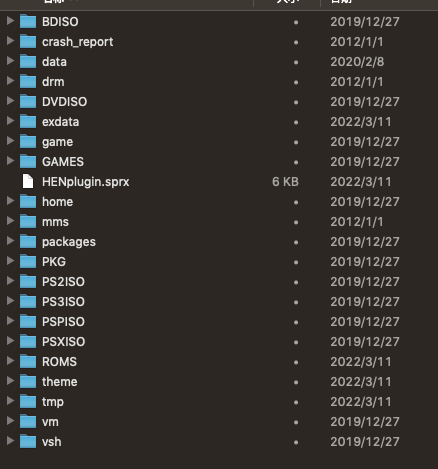 BDISO 2019/12/27
crash_report 2012/1/1
data 2020/2/8
drm 2012/1/1
DVDISO 2019/12/27
exdata 2022/3/11
game 2019/12/27
GAMES 2019/12/27
HENplugin.sprx 6 KB 2022/3/11
home 2019/12/27
mms 2012/1/1
packages 2019/12/27
PKG 2019/12/27
PS2ISO 2019/12/27
PS3ISO 2019/12/27
PSPISO 2019/12/27
PSXISO 2019/12/27
ROMS 2022/3/11
theme 2022/3/11
tmp 2022/3/11
vm 2019/12/27
vsh 2019/12/27